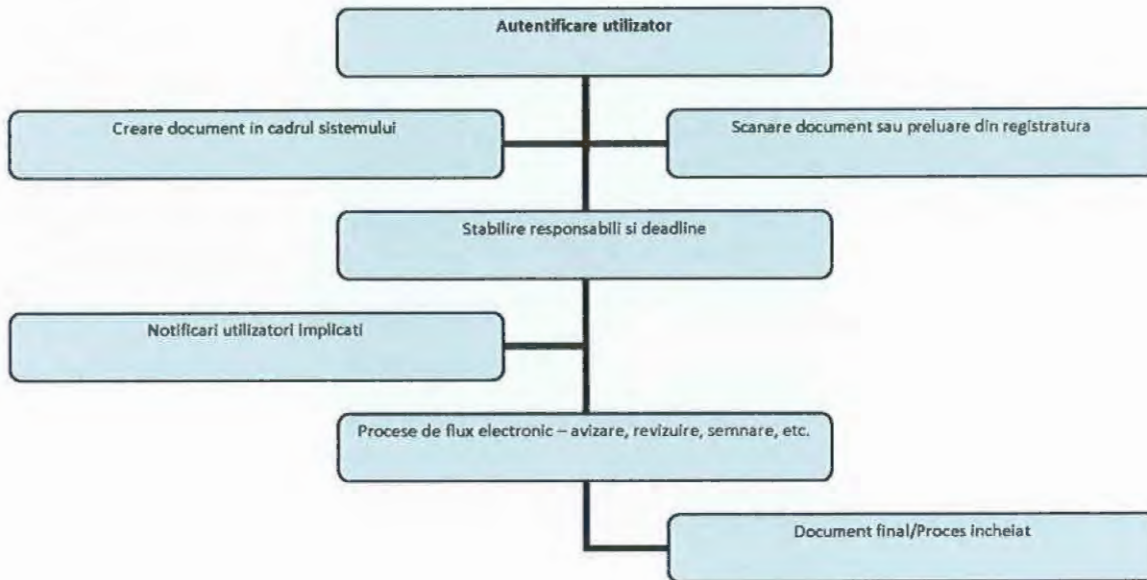 Autentificare utilizator
Creare document in cadrul sistemului
Scanare document sau preluare din registratura
Stabilire responsabili si deadline
Notificari utilizatori implicati
Procese de flux electronic – avizare, revizuire, semnare, etc.
Document final/Proces incheiat